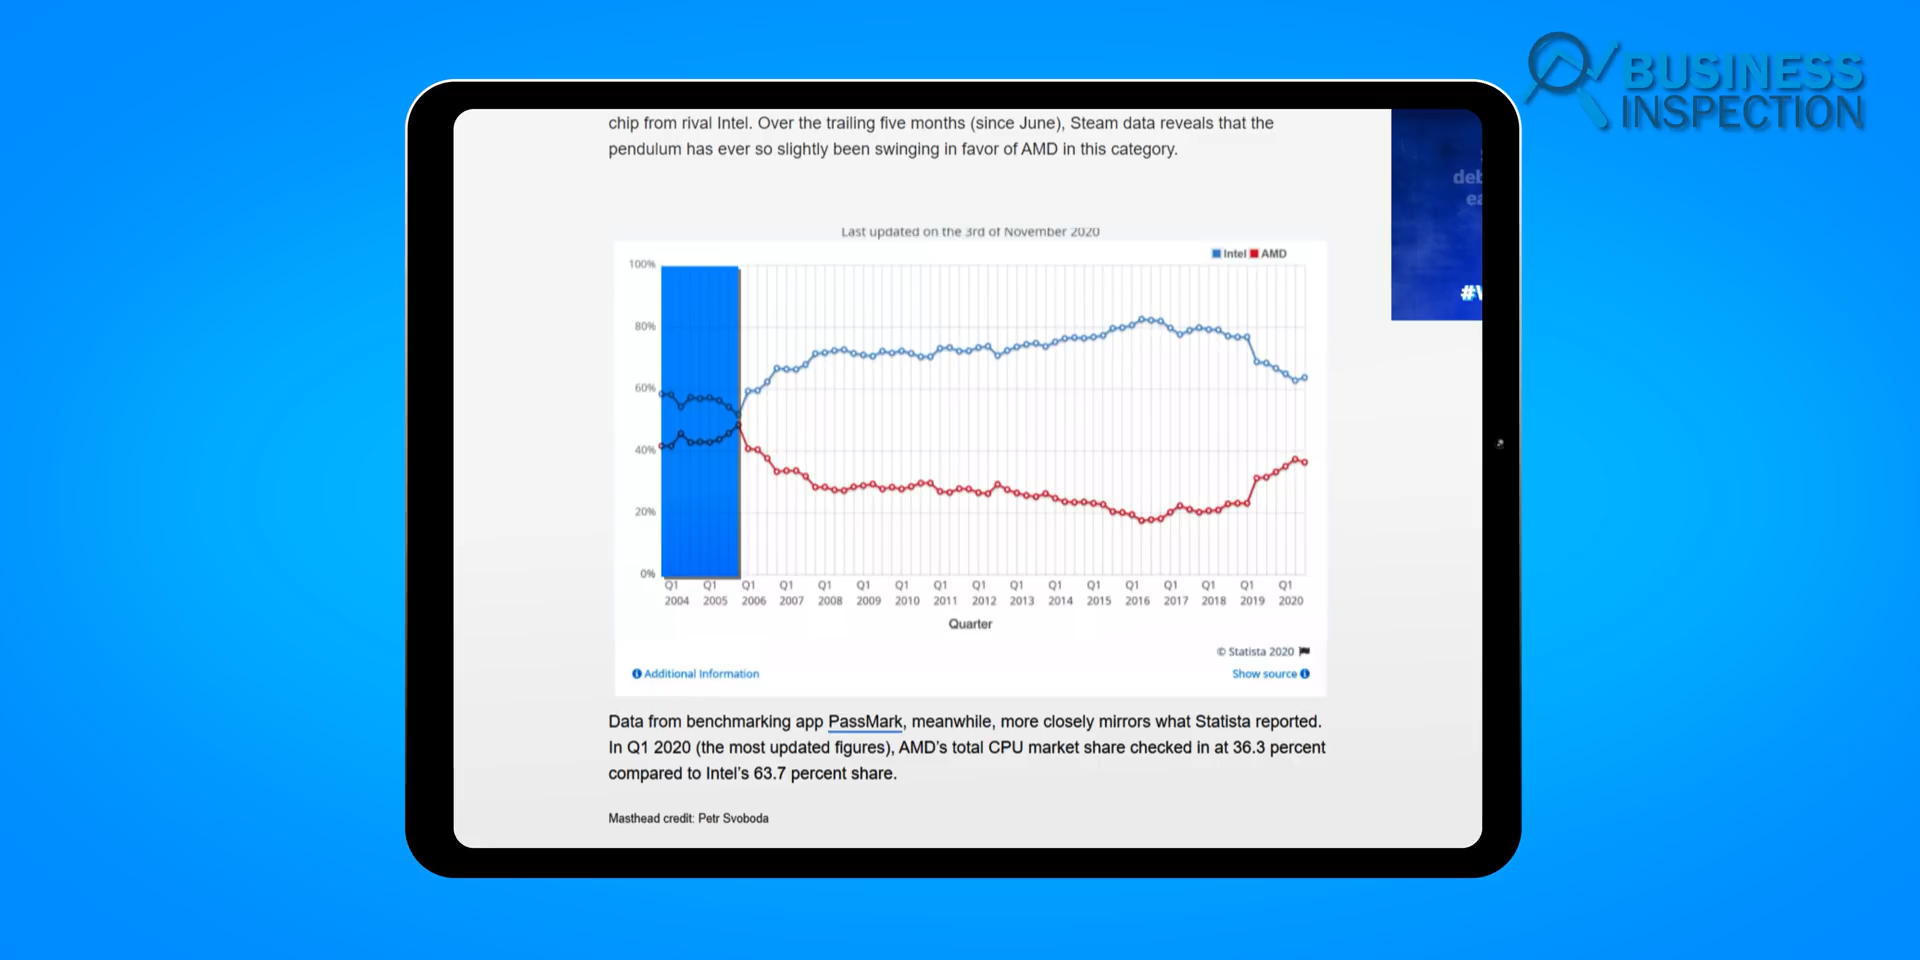 BUSINESS
INSPECTION
chip from rival Intel. Over the trailing five months (since June), Steam data reveals that the
pendulum has ever so slightly been swinging in favor of AMD in this category.
Last updated on the 3rd of November 2020
Intel AMD
100%
80%
60%
40%
20%
0%
Q1 Q1 Q1 Q1 Q1 Q1 Q1 Q1 Q1 Q1 Q1 Q1 Q1 Q1 Q1 Q1 Q1
2004 2005 2006 2007 2008 2009 2010 2011 2012 2013 2014 2015 2016 2017 2018 2019 2020
Quarter
© Statista 2020
Additional Information
Show source
Data from benchmarking app PassMark, meanwhile, more closely mirrors what Statista reported.
In Q1 2020 (the most updated figures), AMD's total CPU market share checked in at 36.3 percent
compared to Intel's 63.7 percent share.
Masthead credit: Petr Svoboda